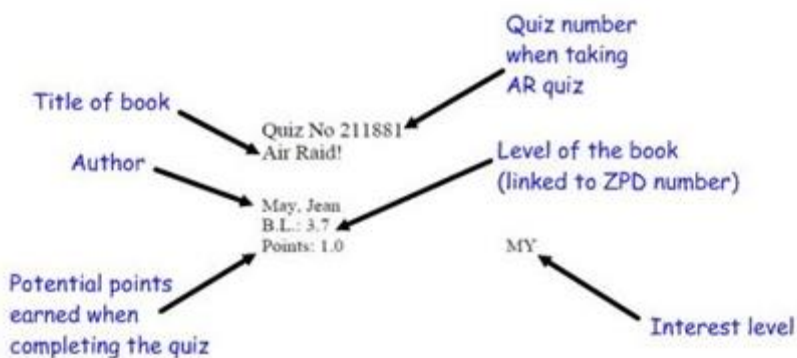 Quiz number
when taking
AR quiz
Title of book
Quiz No 211881
Air Raid!
Author
Level of the book
(linked to ZPD number)
May, Jean
B.L.: 3.7
Points: 1.0
MY
Potential points
earned when
completing the quiz
Interest level